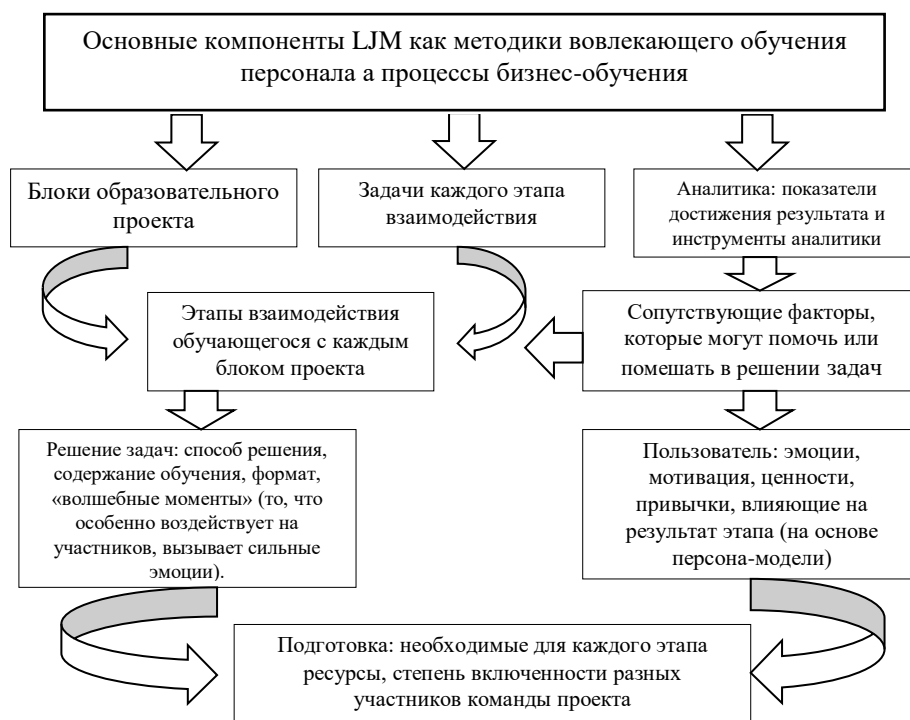 Основные компоненты LJM как методики вовлекающего обучения
персонала а процессы бизнес-обучения
Блоки образовательного
проекта
Задачи каждого этапа
взаимодействия
Аналитика: показатели
достижения результата и
инструменты аналитики
Этапы взаимодействия
обучающегося с каждым
блоком проекта
Сопутствующие факторы,
которые могут помочь или
помешать в решении задач
Решение задач: способ решения,
содержание обучения, формат,
«волшебные моменты» (то, что
особенно воздействует на
участников, вызывает сильные
эмоции).
Пользователь: эмоции,
мотивация, ценности,
привычки, влияющие на
результат этапа (на основе
персона-модели)
Подготовка: необходимые для каждого этапа
ресурсы, степень включенности разных
участников команды проекта